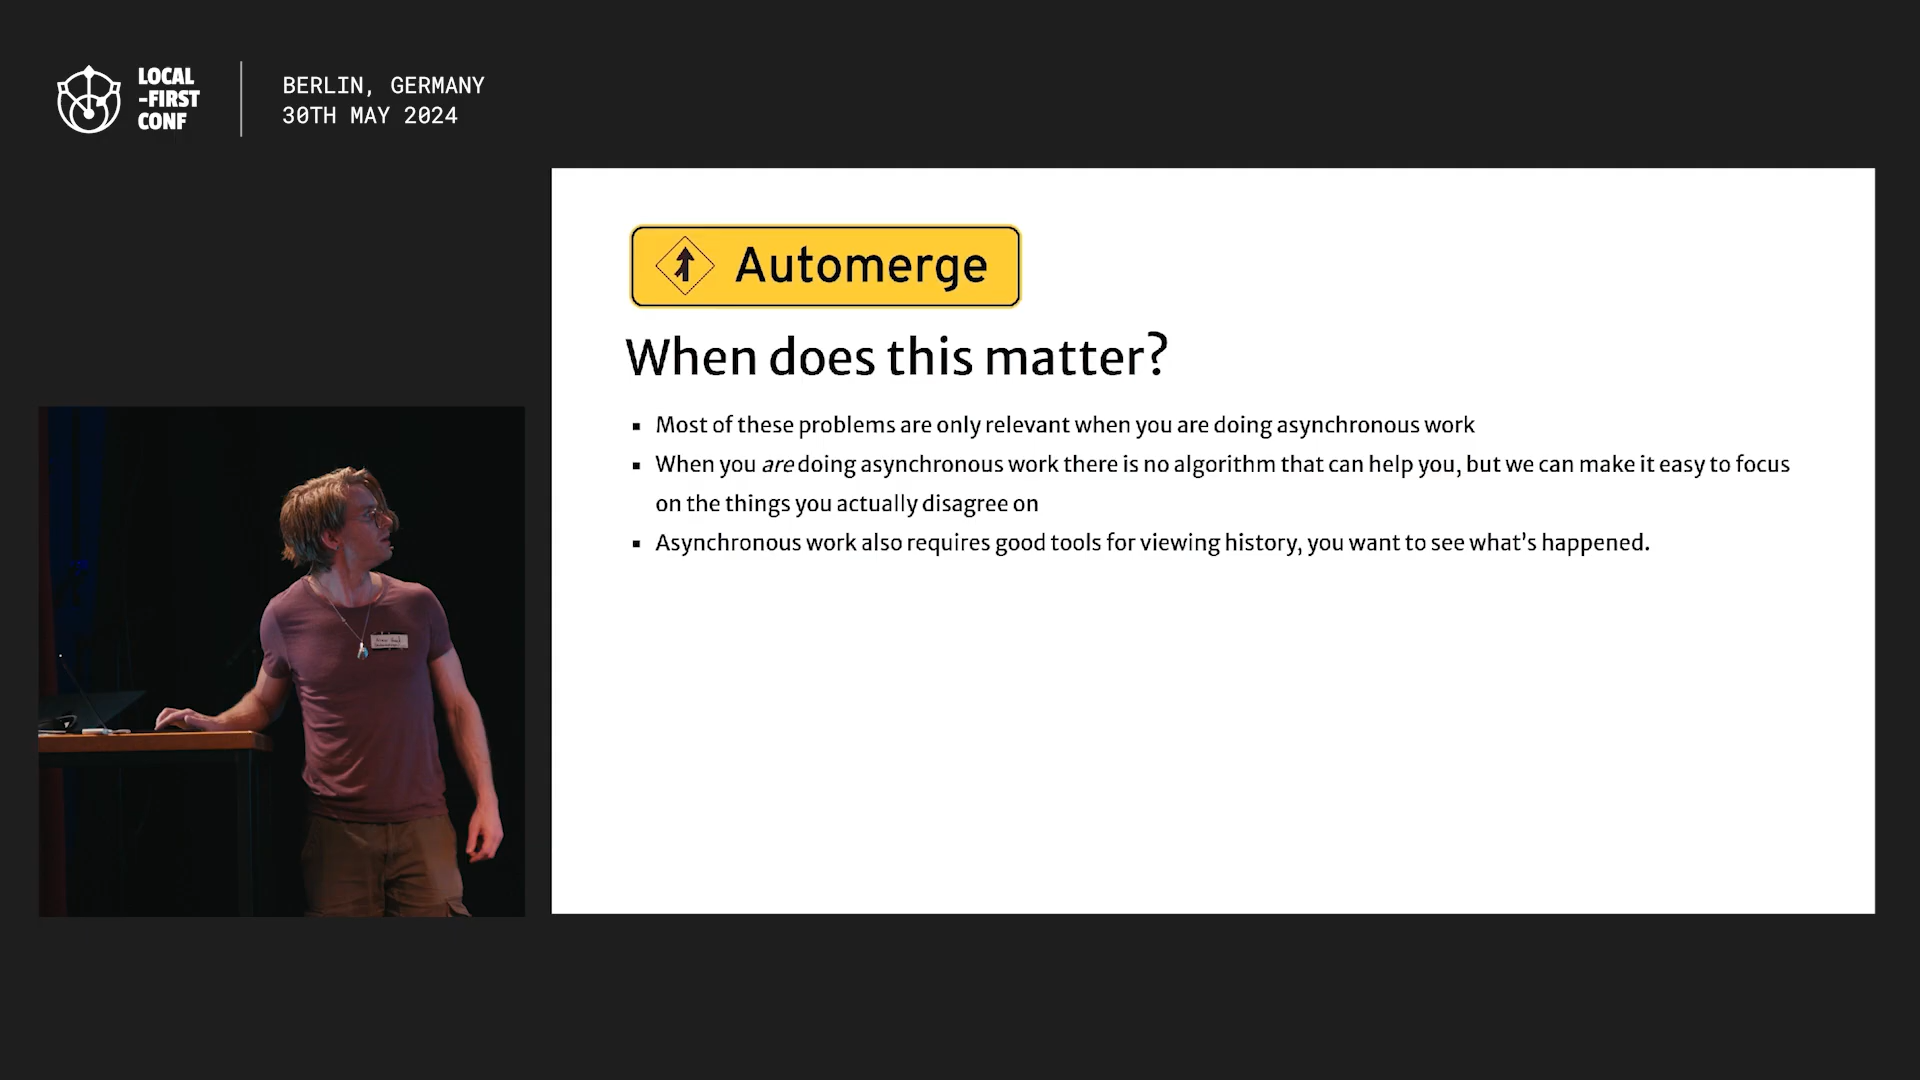 LOCAL
-FIRST
CONF
BERLIN, GERMANY
30TH MAY 2024
Automerge
When does this matter?
▪ Most of these problems are only relevant when you are doing asynchronous work
▪ When you are doing asynchronous work there is no algorithm that can help you, but we can make it easy to focus
on the things you actually disagree on
▪ Asynchronous work also requires good tools for viewing history, you want to see what's happened.